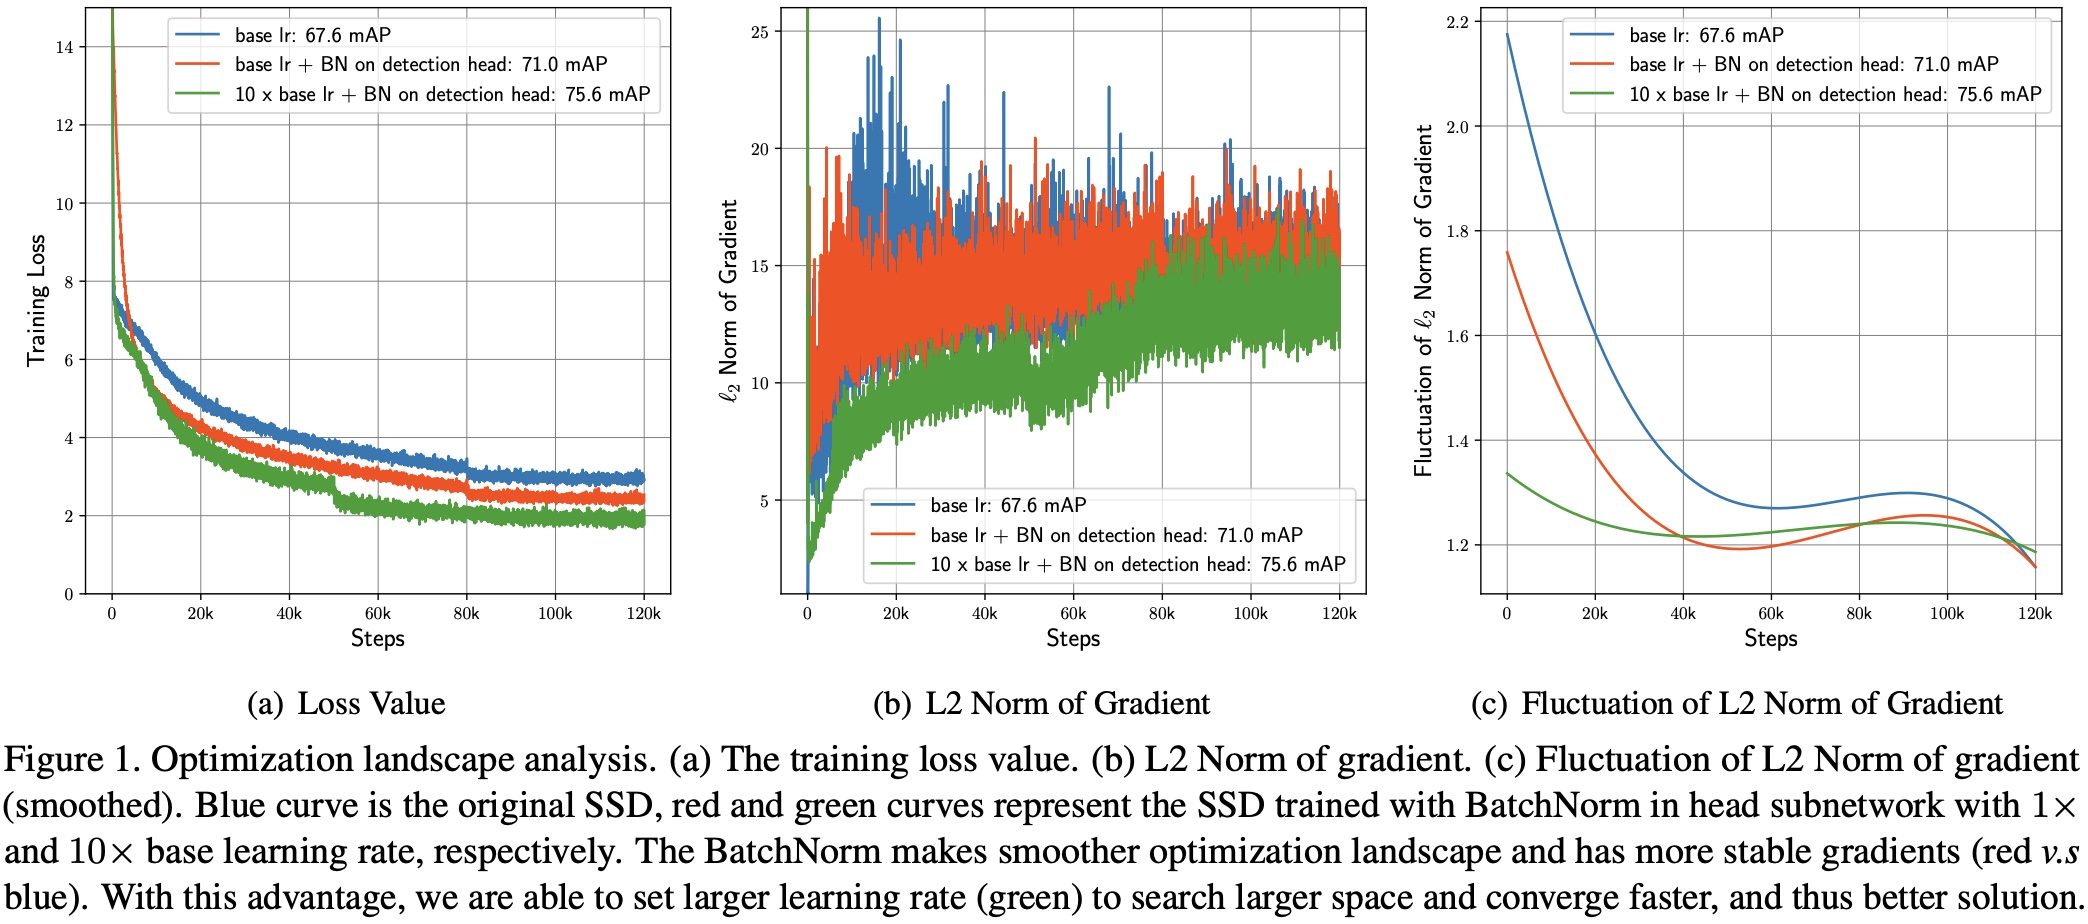 14
12
10
8
6
4
2
0
Training Loss
base lr: 67.6 mAP
base lr + BN on detection head: 71.0 mAP
10 x base lr + BN on detection head: 75.6 mAP
0 20k 40k 60k 80k 100k 120k
Steps
(a) Loss Value
25
20
15
10
5
ℓ2 Norm of Gradient
base lr: 67.6 mAP
base lr + BN on detection head: 71.0 mAP
10 x base lr + BN on detection head: 75.6 mAP
0 20k 40k 60k 80k 100k 120k
Steps
(b) L2 Norm of Gradient
2.2
2.0
1.8
1.6
1.4
1.2
Fluctuation of ℓ2 Norm of Gradient
base lr: 67.6 mAP
base lr + BN on detection head: 71.0 mAP
10 x base lr + BN on detection head: 75.6 mAP
0 20k 40k 60k 80k 100k 120k
Steps
(c) Fluctuation of L2 Norm of Gradient
Figure 1. Optimization landscape analysis. (a) The training loss value. (b) L2 Norm of gradient. (c) Fluctuation of L2 Norm of gradient
(smoothed). Blue curve is the original SSD, red and green curves represent the SSD trained with BatchNorm in head subnetwork with 1×
and 10× base learning rate, respectively. The BatchNorm makes smoother optimization landscape and has more stable gradients (red v.s
blue). With this advantage, we are able to set larger learning rate (green) to search larger space and converge faster, and thus better solution.